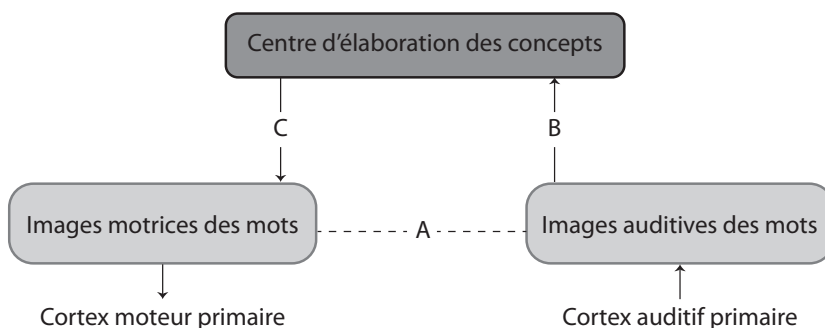 Centre d’élaboration des concepts
C
B
Images motrices des mots
A
Images auditives des mots
Cortex moteur primaire
Cortex auditif primaire